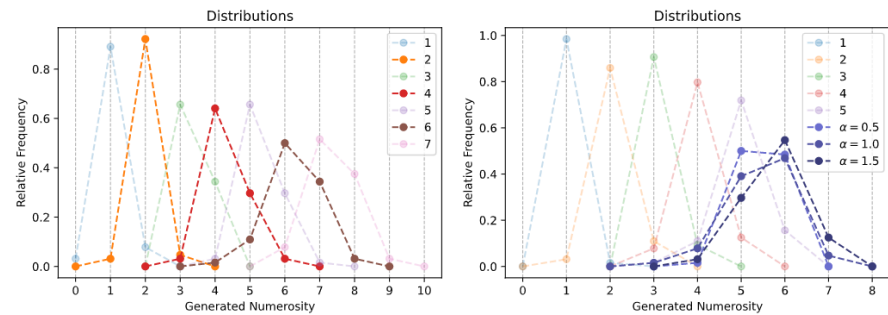 Distributions
Relative Frequency
0.8
0.6
0.4
0.2
0.0
0 1 2 3 4 5 6 7 8 9 10
Generated Numerosity
1
2
3
4
5
6
7
Distributions
Relative Frequency
1.0
0.8
0.6
0.4
0.2
0.0
0 1 2 3 4 5 6 7 8
Generated Numerosity
1
2
3
4
5
α = 0.5
α = 1.0
α = 1.5